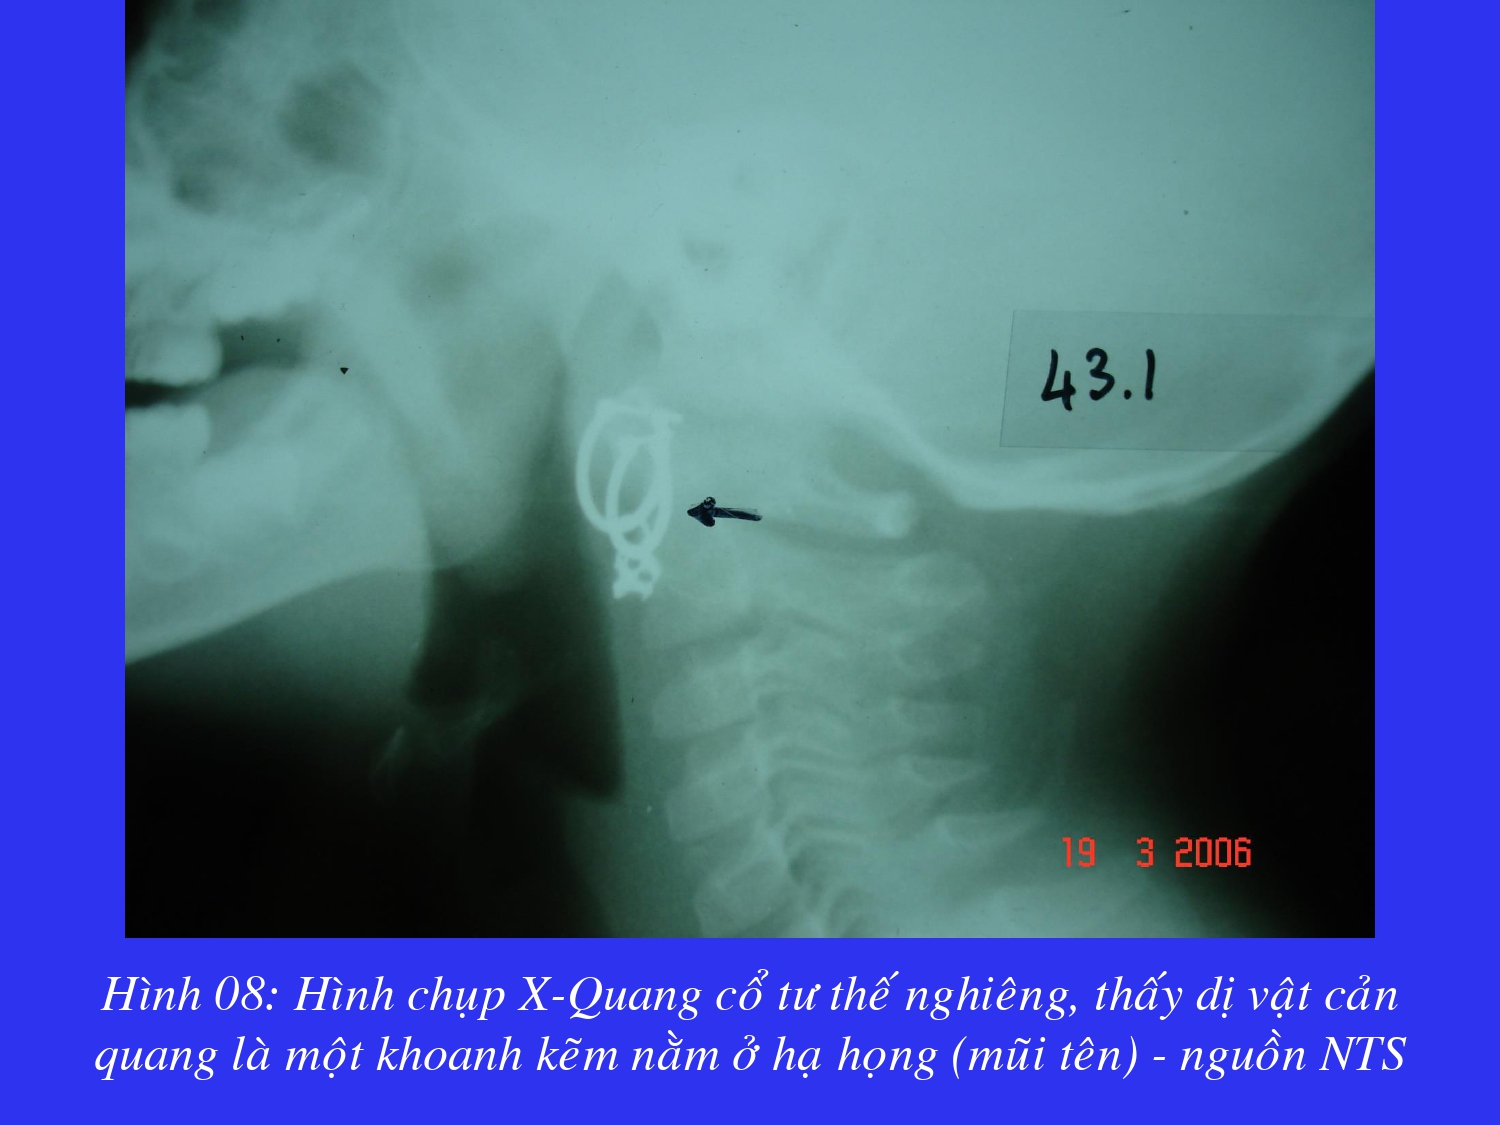 43.1
19 3 2006
Hình 08: Hình chụp X-Quang cổ tư thế nghiêng, thấy dị vật cản
quang là một khoanh kẽm nằm ở hạ họng (mũi tên) - nguồn NTS